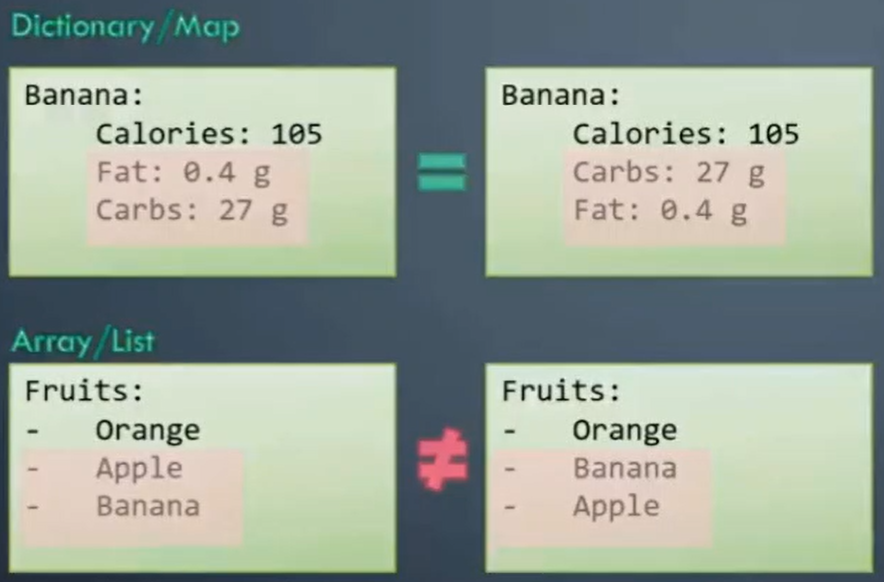 Dictionary/Map
Banana:
Calories: 105
Fat: 0.4 g
Carbs: 27 g
=
Banana:
Calories: 105
Carbs: 27 g
Fat: 0.4 g
Array/List
Fruits:
- Orange
- Apple
- Banana
≠
Fruits:
- Orange
- Banana
- Apple